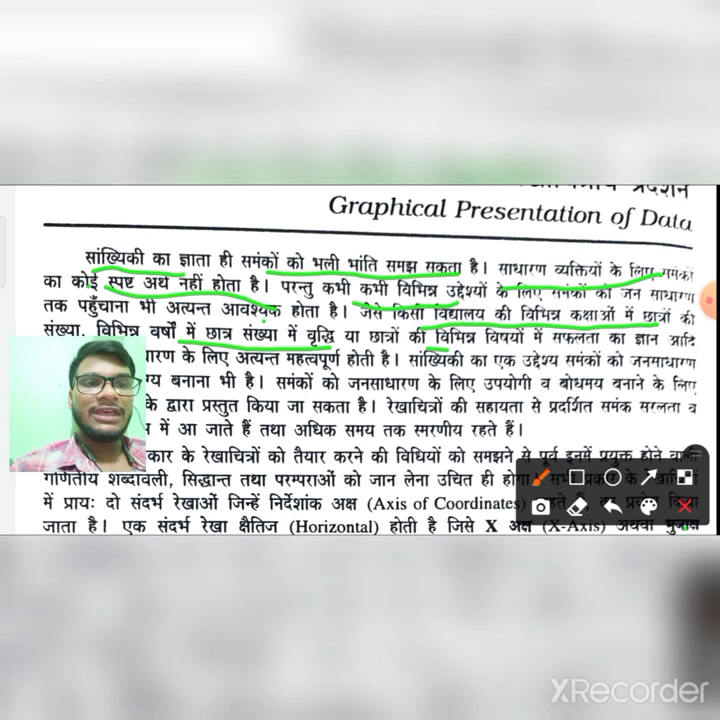 Graphical Presentation of Data
सांख्यिकी का ज्ञाता ही समंकों को भली भांति समझ सकता है। साधारण व्यक्तियों के लिए समंकों
का कोई स्पष्ट अर्थ नहीं होता है। परन्तु कभी कभी विभिन्न उद्देश्यों के लिए समंकों को जन साधारण
तक पहुँचाना भी अत्यन्त आवश्यक होता है। जैसे किसी विद्यालय की विभिन्न कक्षाओं में छात्रों की
संख्या, विभिन्न वर्षों में छात्र संख्या में वृद्धि या छात्रों की विभिन्न विषयों में सफलता का ज्ञान आदि
धारण के लिए अत्यन्त महत्वपूर्ण होती है। सांख्यिकी का एक उद्देश्य समंकों को जनमाधारण
बनाना भी है। समंकों को जनसाधारण के लिए उपयोगी व बोधमय बनाने के लिए
के द्वारा प्रस्तुत किया जा सकता है। रेखाचित्रों की सहायता से प्रदर्शित समंक सरलता व
में आ जाते हैं तथा अधिक समय तक स्मरणीय रहते हैं।
कार के रेखाचित्रों को तैयार करने की विधियों को समझने से पूर्व इनमें प्रयुक्त होने वाली
गणितीय शब्दावली, सिद्धान्त तथा परम्पराओं को जान लेना उचित ही होगा।
में प्रायः दो संदर्भ रेखाओं जिन्हें निर्देशांक अक्ष (Axis of Coordinates)
जाता है। एक संदर्भ रेखा क्षैतिज (Horizontal) होती है जिसे X अक्ष (X-Axis) अथवा भुजाक्ष
XRecorder